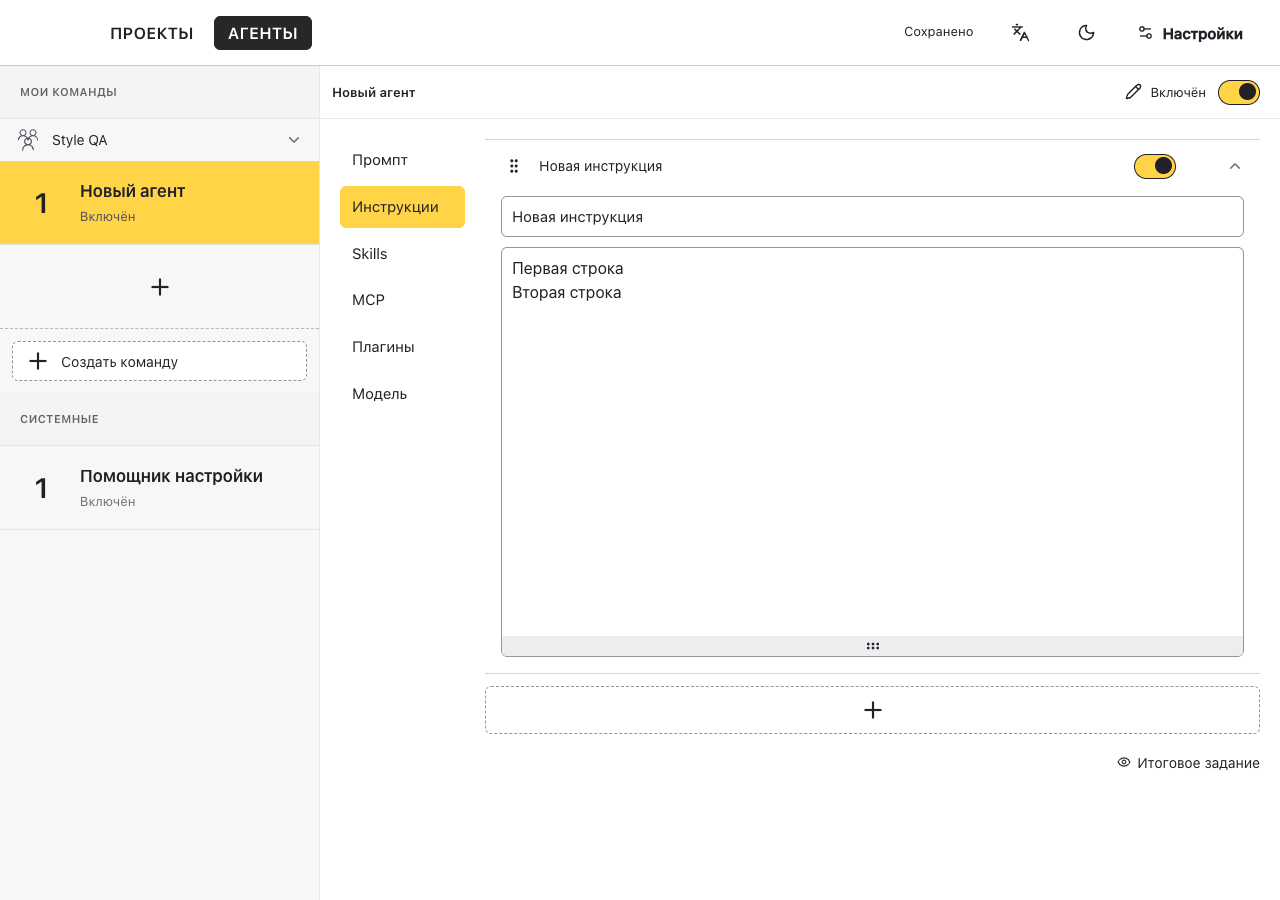 ПРОЕКТЫ
АГЕНТЫ
Сохранено
Настройки
МОИ КОМАНДЫ
Style QA
1
Новый агент
Включён
Создать команду
СИСТЕМНЫЕ
1
Помощник настройки
Включён
Новый агент
Включён
Промпт
Инструкции
Skills
MCP
Плагины
Модель
Новая инструкция
Новая инструкция
Первая строка
Вторая строка
Итоговое задание